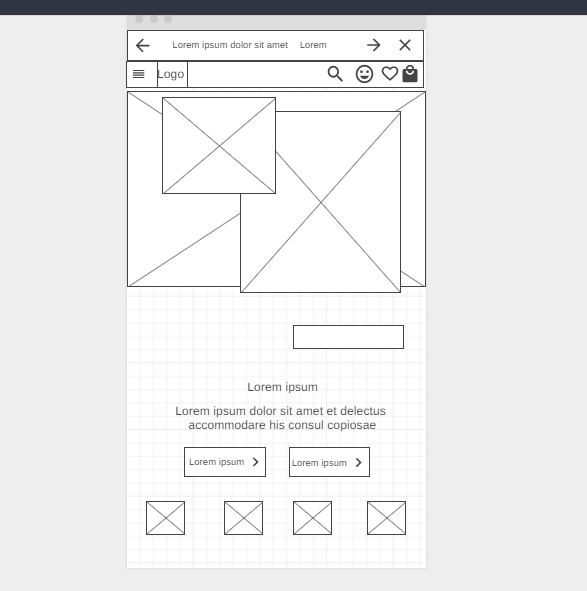 Lorem ipsum dolor sit amet Lorem
Logo
Lorem ipsum
Lorem ipsum dolor sit amet et delectus
accommodare his consul copiosae
Lorem ipsum
Lorem ipsum